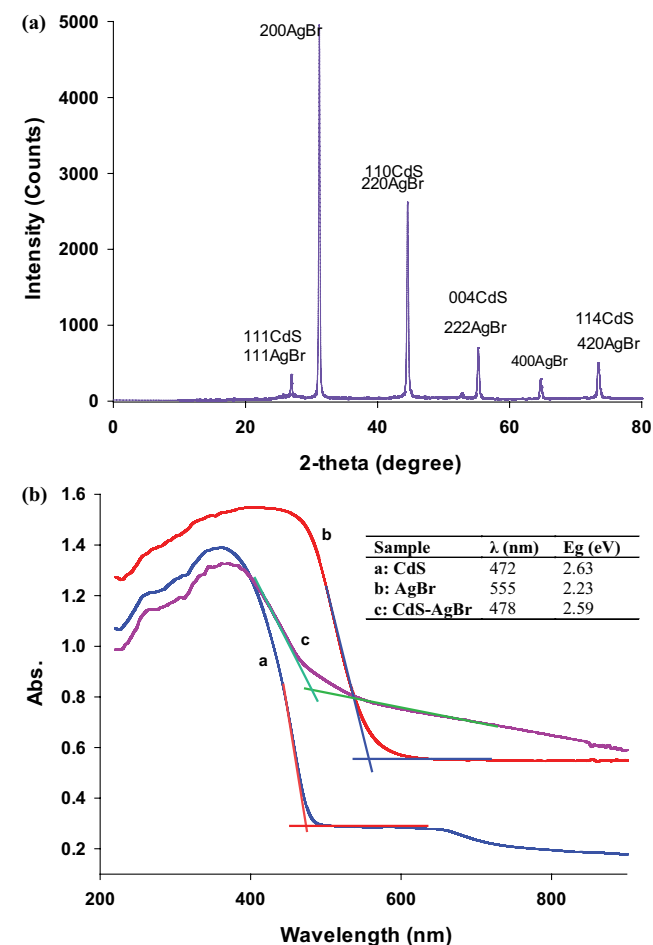 (a)
5000
4000
3000
2000
1000
0
Intensity (Counts)
200AgBr
110CdS
220AgBr
004CdS
222AgBr
111CdS
111AgBr
400AgBr
114CdS
420AgBr
0 20 40 60 80
2-theta (degree)
(b)
1.6
1.4
1.2
1.0
0.8
0.6
0.4
0.2
Abs.
b
c
a
Sample λ (nm) Eg (eV)
a: CdS 472 2.63
b: AgBr 555 2.23
c: CdS-AgBr 478 2.59
200 400 600 800
Wavelength (nm)